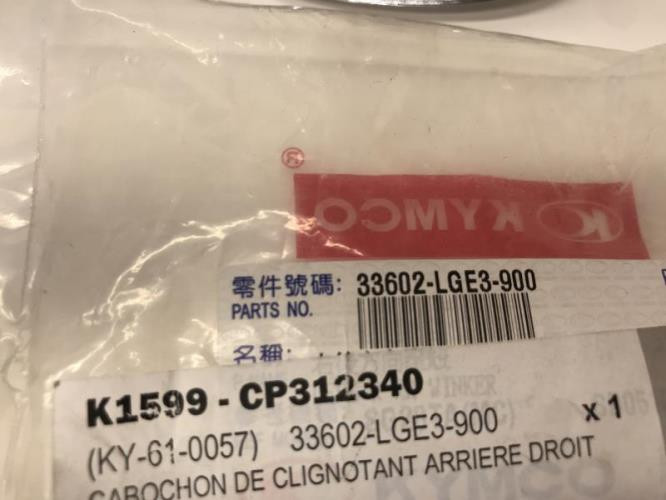 ®
KYMCO
零件號碼: 33602-LGE3-900
PARTS NO.
名稱:
WINKER
K1599 - CP312340
(KY-61-0057) 33602-LGE3-900 x 1
CABOCHON DE CLIGNOTANT ARRIERE DROIT
KYMCO